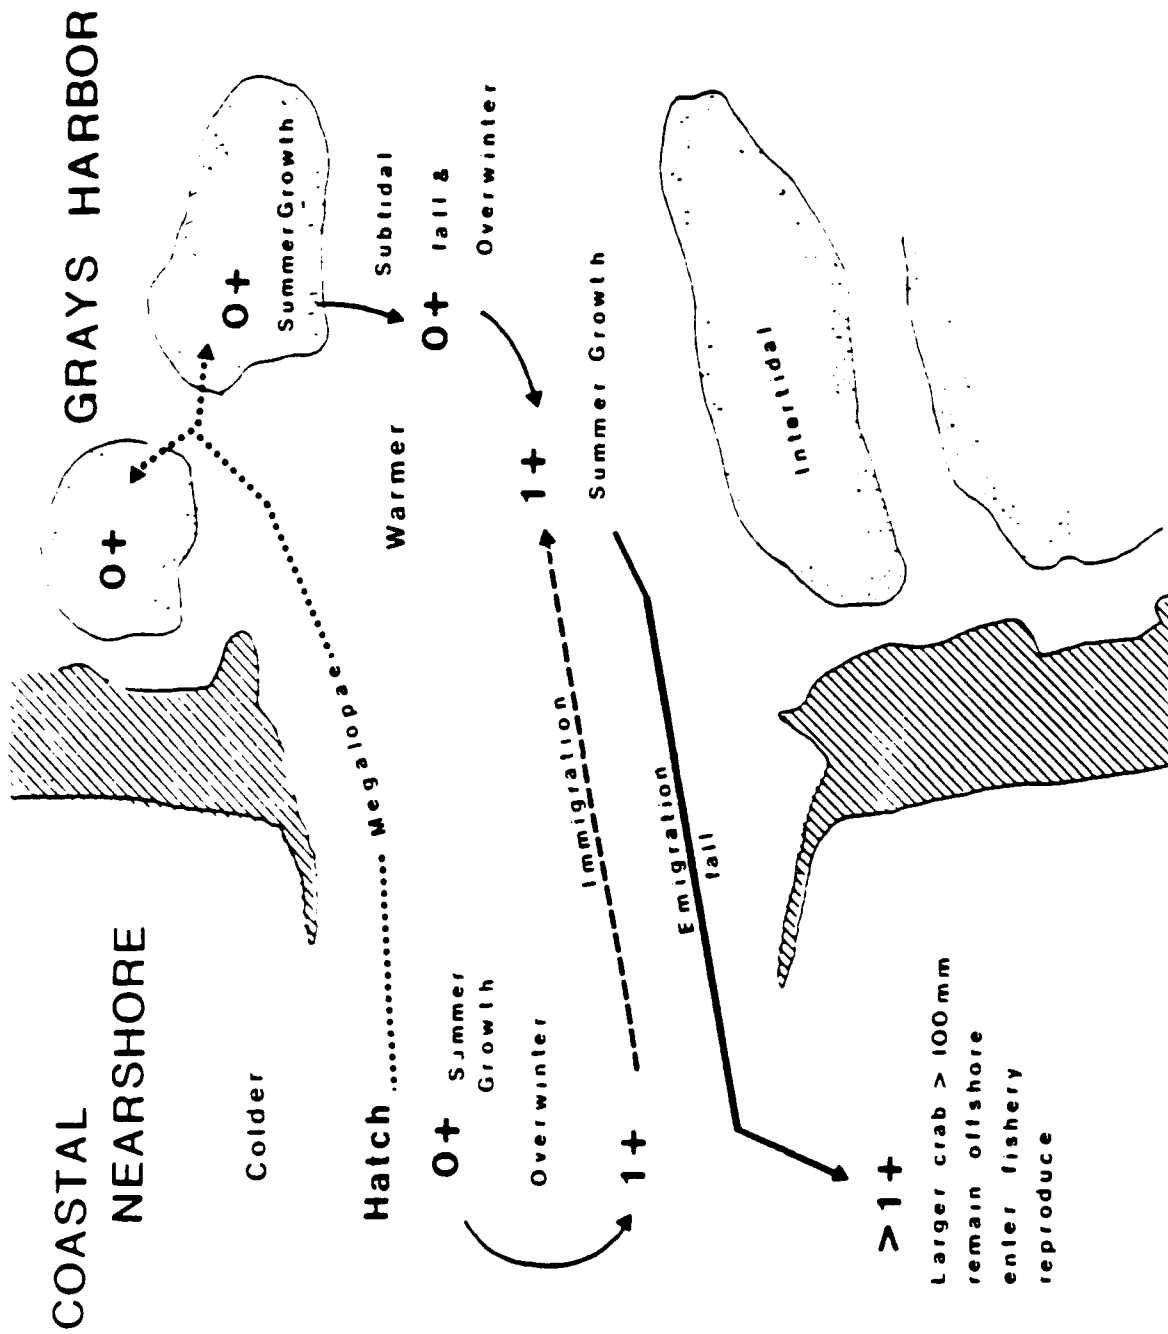 COASTAL
NEARSHORE
GRAYS HARBOR
Colder
0+
0+
Summer Growth
Hatch
Megalopae
Warmer
Subtidal
0+
fall &
Overwinter
0+
Summer
Growth
Overwinter
1+
Immigration
1+
Summer Growth
Emigration
fall
Intertidal
>1+
Larger crab > 100mm
remain offshore
enter fishery
reproduce